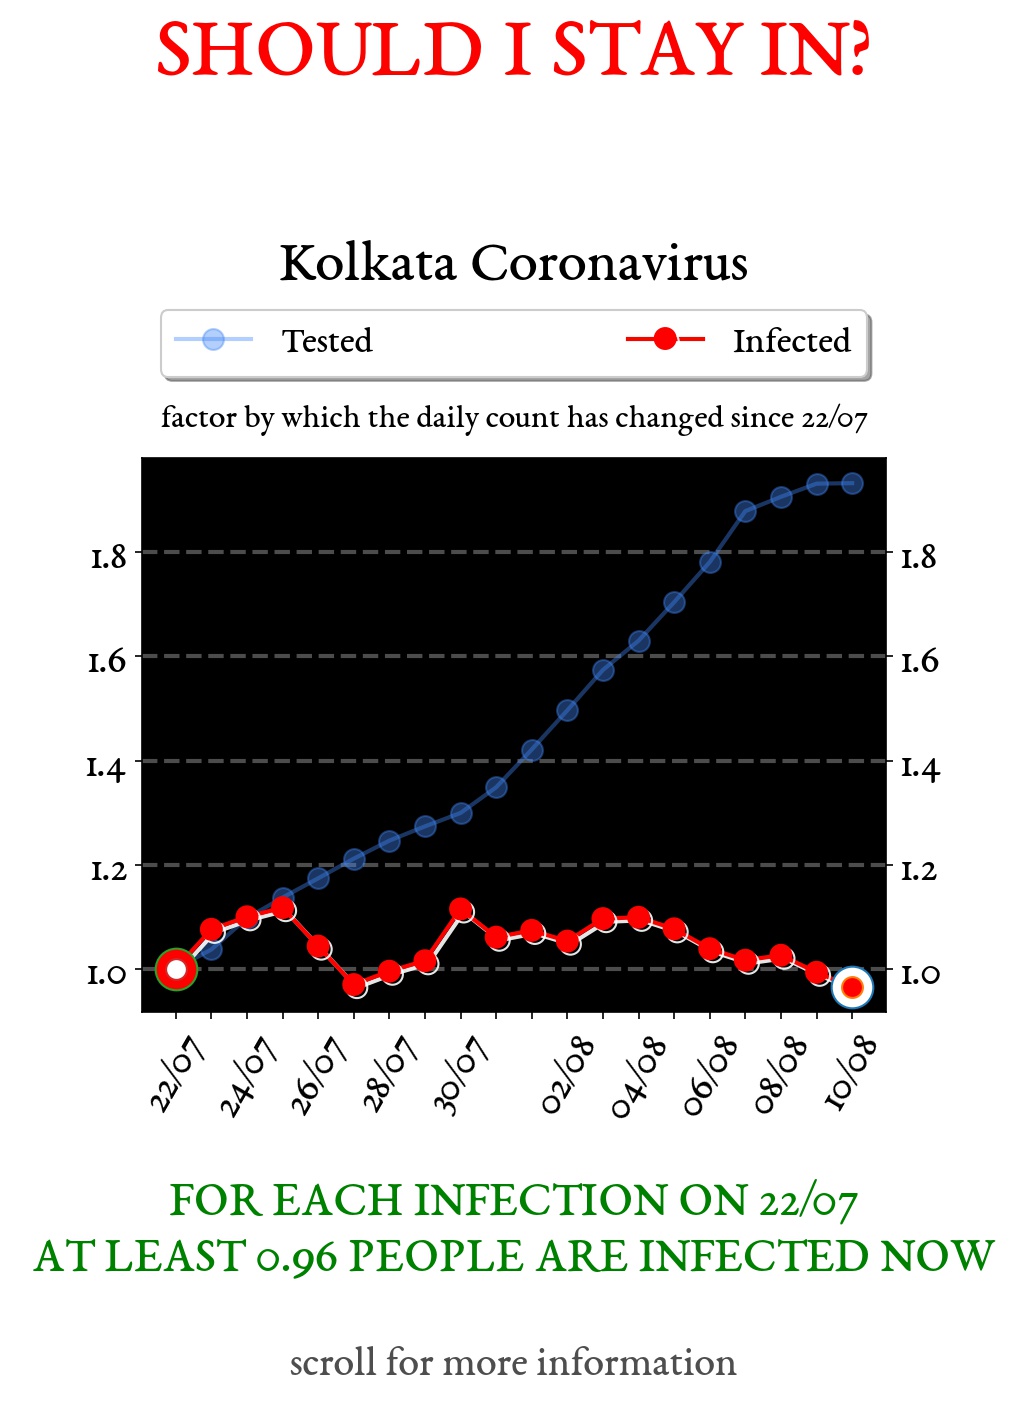 SHOULD I STAY IN?
Kolkata Coronavirus
Tested Infected
factor by which the daily count has changed since 22/07
1.8 1.8
1.6 1.6
1.4 1.4
1.2 1.2
1.0 1.0
22/07 24/07 26/07 28/07 30/07 02/08 04/08 06/08 08/08 10/08
FOR EACH INFECTION ON 22/07
AT LEAST 0.96 PEOPLE ARE INFECTED NOW
scroll for more information